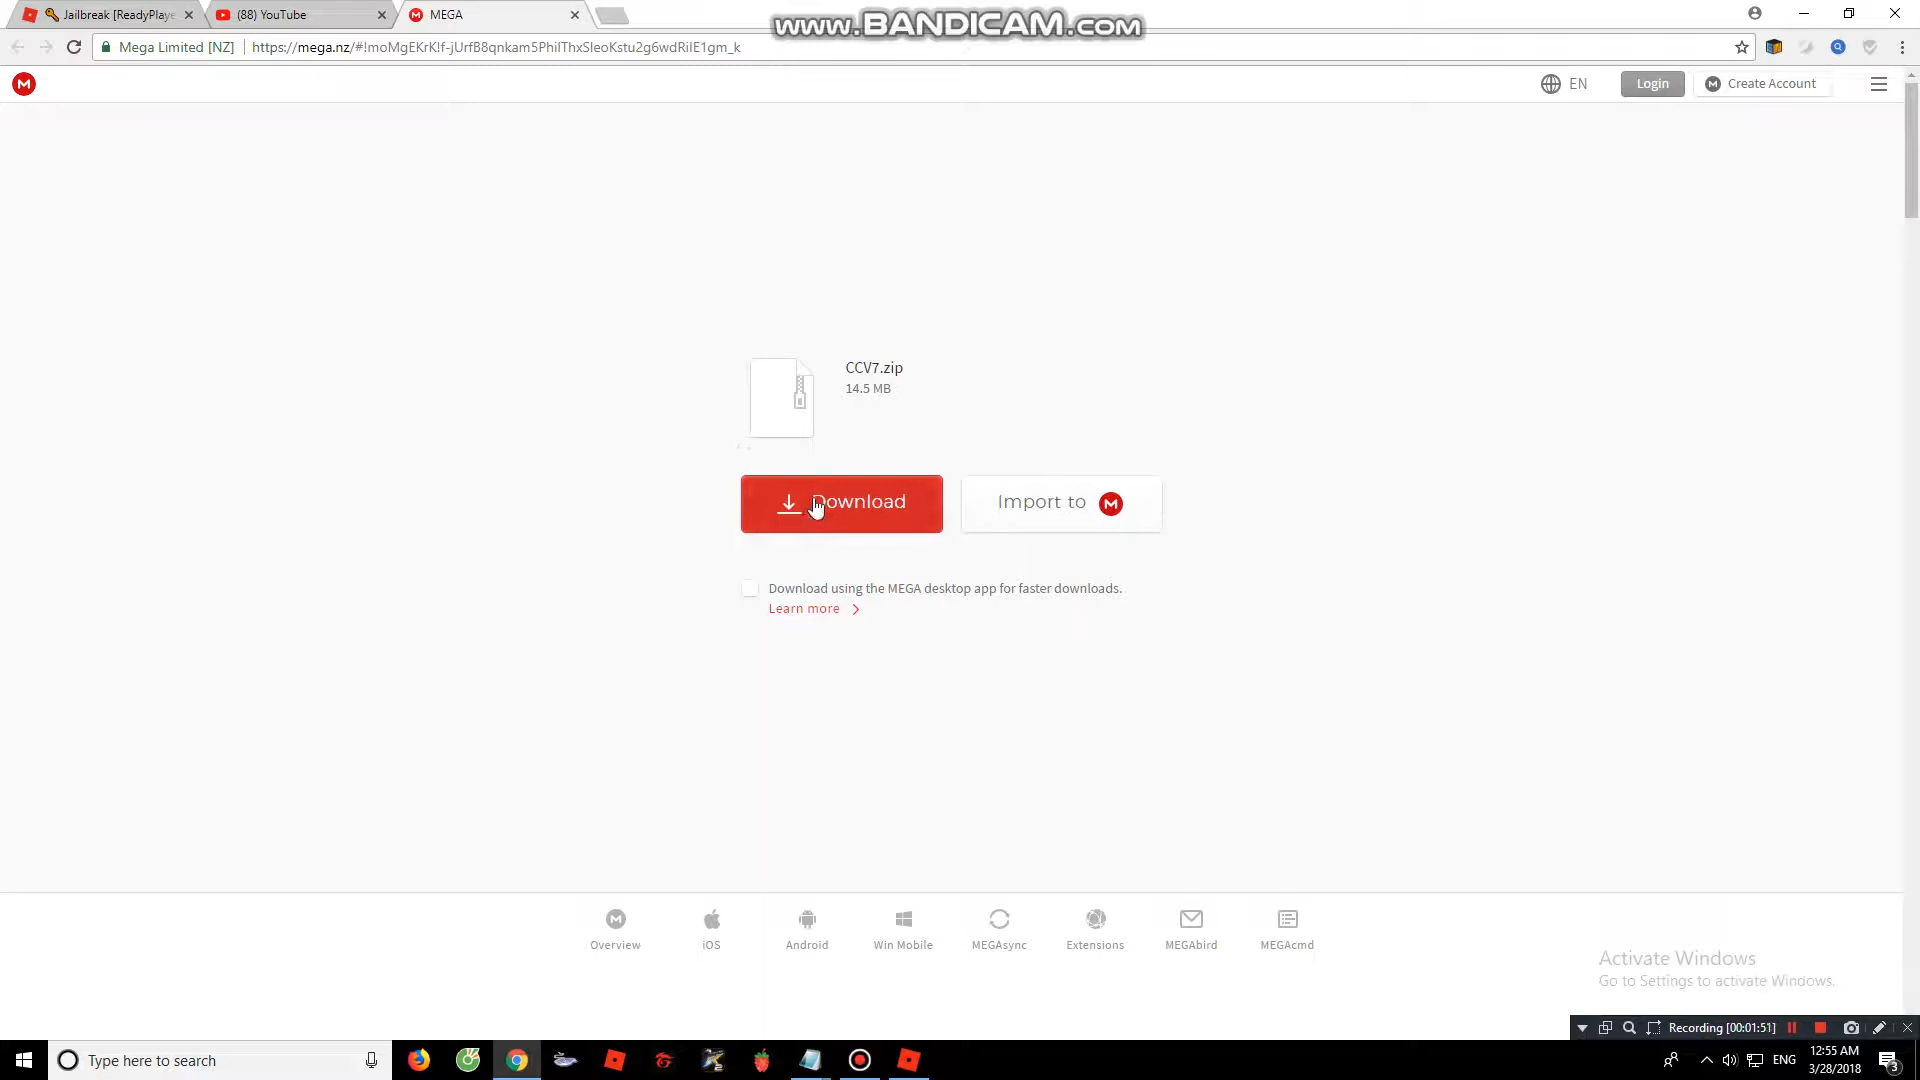 Jailbreak [ReadyPlaye
(88) YouTube
MEGA
www.BANDICAM.com
Mega Limited [NZ]
https://mega.nz/#!moMgEKrK!f-jUrfB8qnkam5PhiIThxSleoKstu2g6wdRiIE1gm_k
EN
Login
Create Account
CCV7.zip
14.5 MB
Download
Import to
Download using the MEGA desktop app for faster downloads.
Learn more
Overview
iOS
Android
Win Mobile
MEGAsync
Extensions
MEGAbird
MEGAcmd
Activate Windows
Go to Settings to activate Windows.
Recording [00:01:51]
Type here to search
ENG
12:55 AM
3/28/2018
3